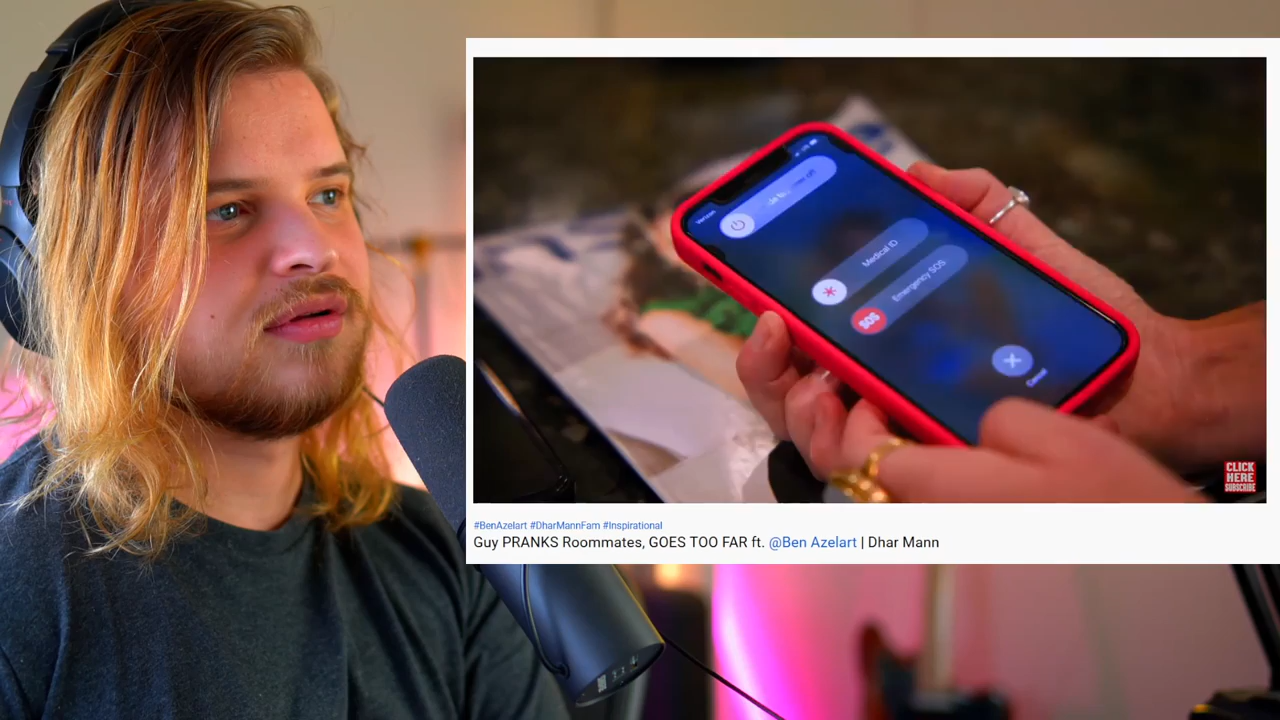 Verizon
Medical ID
Emergency SOS
SOS
Cancel
CLICK
HERE
SUBSCRIBE
#BenAzelart #DharMannFam #Inspirational
Guy PRANKS Roommates, GOES TOO FAR ft. @Ben Azelart | Dhar Mann